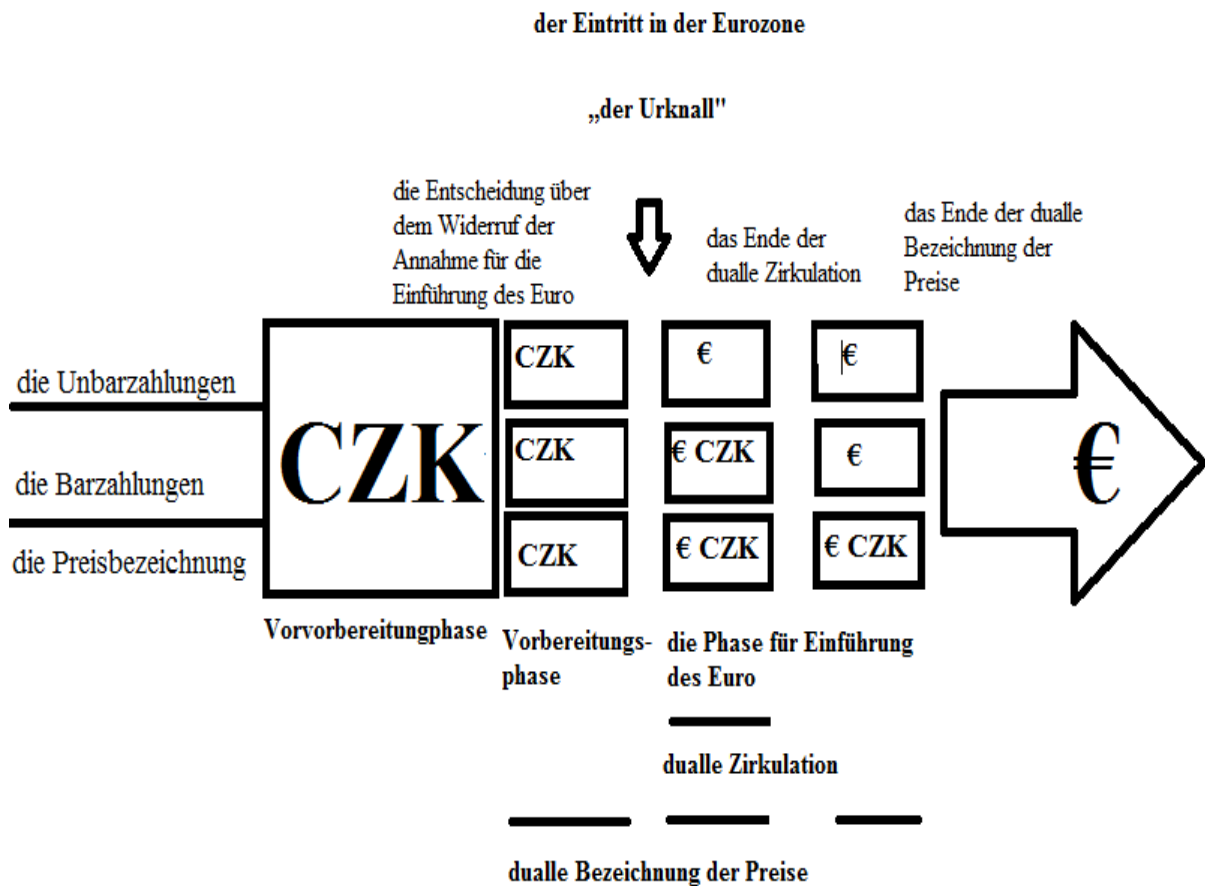 der Eintritt in der Eurozone
„der Urknall"
die Entscheidung über
dem Widerruf der
Annahme für die
Einführung des Euro
das Ende der
dualle Zirkulation
das Ende der dualle
Bezeichnung der
Preise
die Unbarzahlungen
die Barzahlungen
die Preisbezeichnung
CZK
CZK
€
€
CZK
€ CZK
€
CZK
€ CZK
€ CZK
€
Vorvorbereitungphase
Vorbereitungs-
phase
die Phase für Einführung
des Euro
dualle Zirkulation
dualle Bezeichnung der Preise